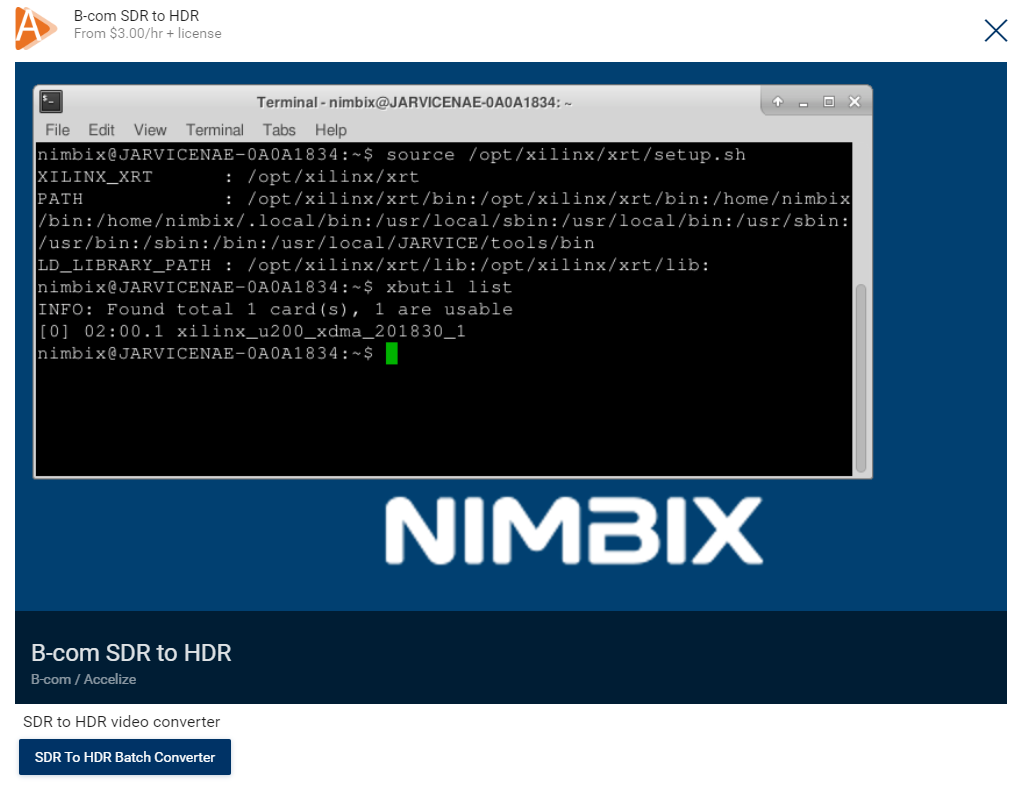 B-com SDR to HDR
From $3.00/hr + license
Terminal - nimbix@JARVICENAE-0A0A1834: ~
File Edit View Terminal Tabs Help
nimbix@JARVICENAE-0A0A1834:~$ source /opt/xilinx/xrt/setup.sh
XILINX_XRT : /opt/xilinx/xrt
PATH : /opt/xilinx/xrt/bin:/opt/xilinx/xrt/bin:/home/nimbix
/bin:/home/nimbix/.local/bin:/usr/local/sbin:/usr/local/bin:/usr/sbin:
/usr/bin:/sbin:/bin:/usr/local/JARVICE/tools/bin
LD_LIBRARY_PATH : /opt/xilinx/xrt/lib:/opt/xilinx/xrt/lib:
nimbix@JARVICENAE-0A0A1834:~$ xbutil list
INFO: Found total 1 card(s), 1 are usable
[0] 02:00.1 xilinx_u200_xdma_201830_1
nimbix@JARVICENAE-0A0A1834:~$
NIMBIX
B-com SDR to HDR
B-com / Accelize
SDR to HDR video converter
SDR To HDR Batch Converter